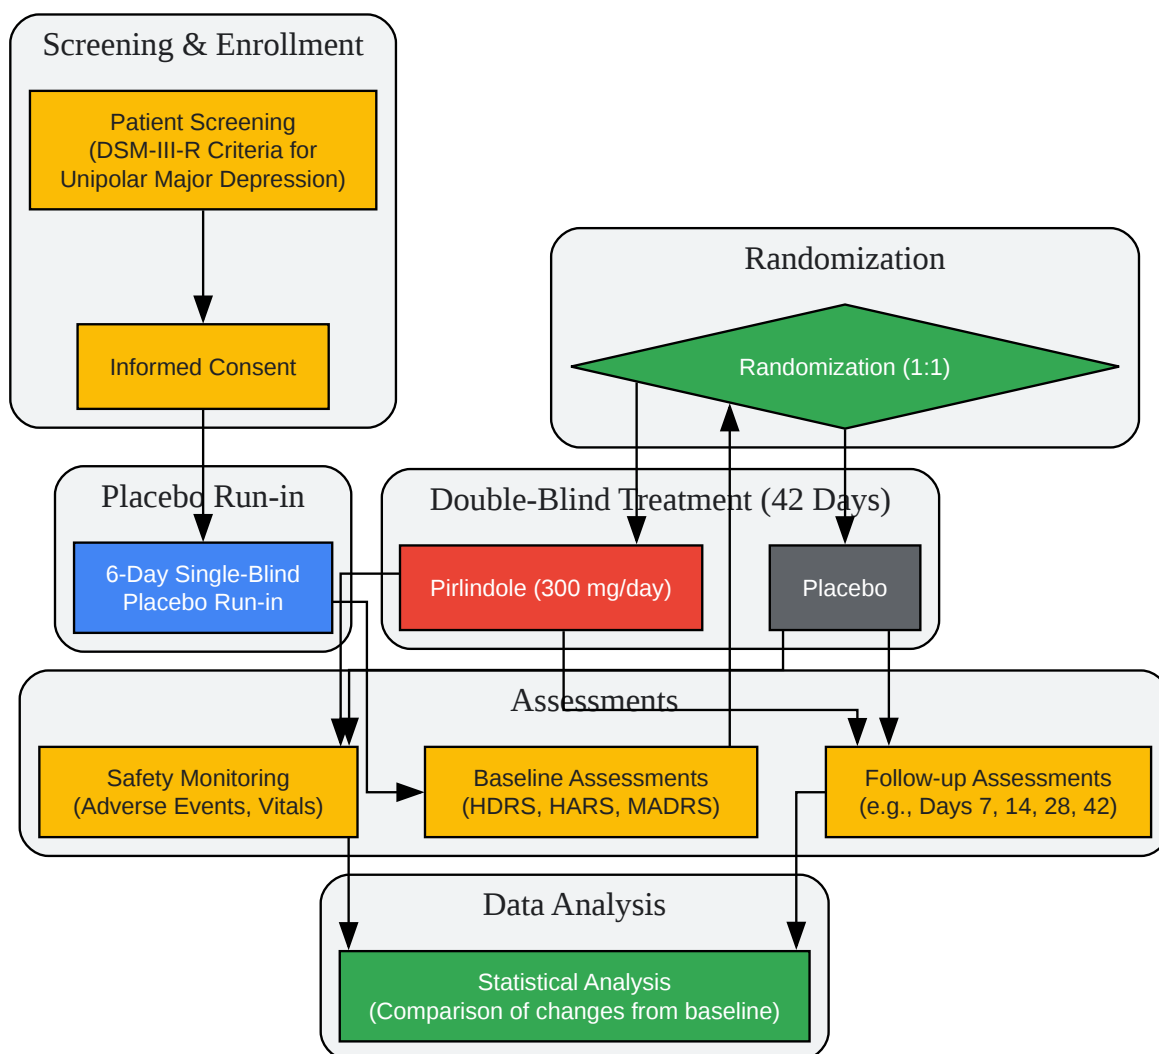 Screening & Enrollment
Patient Screening
(DSM-III-R Criteria for
Unipolar Major Depression)
Informed Consent
Randomization
Randomization (1:1)
Placebo Run-in
6-Day Single-Blind
Placebo Run-in
Double-Blind Treatment (42 Days)
Pirlindole (300 mg/day)
Placebo
Assessments
Safety Monitoring
(Adverse Events, Vitals)
Baseline Assessments
(HDRS, HARS, MADRS)
Follow-up Assessments
(e.g., Days 7, 14, 28, 42)
Data Analysis
Statistical Analysis
(Comparison of changes from baseline)